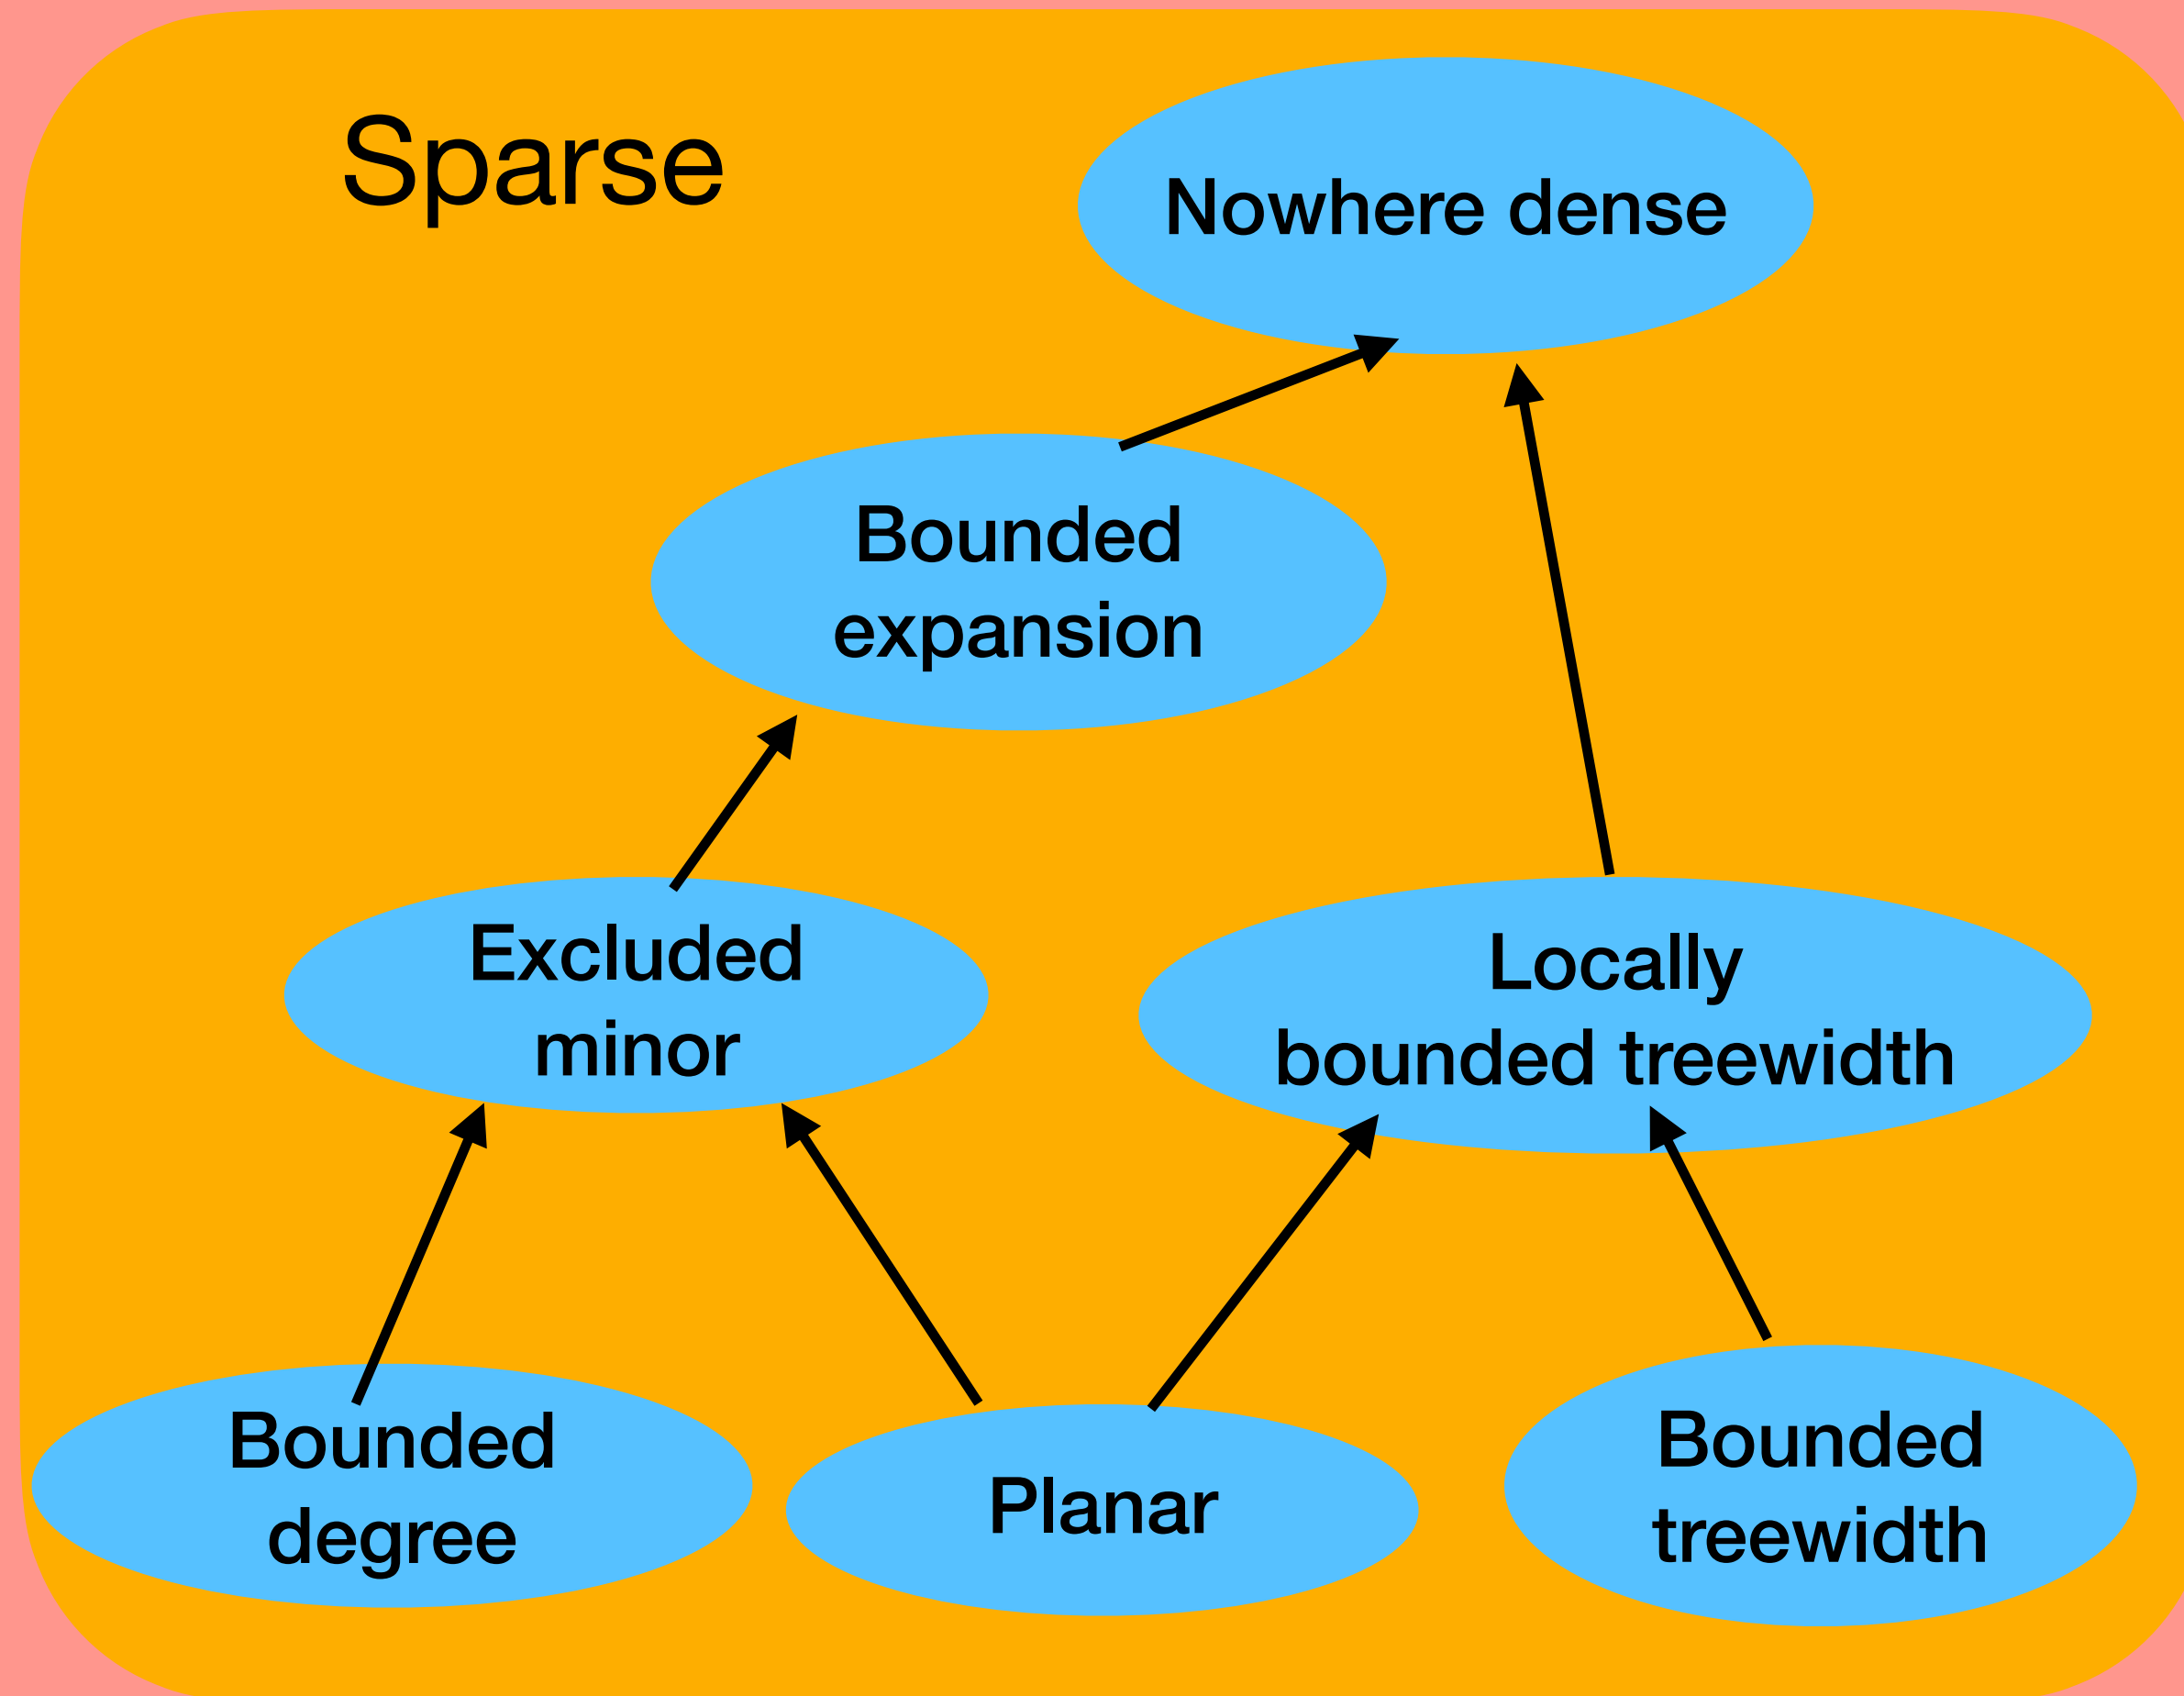 Sparse
Nowhere dense
Bounded
expansion
Excluded
minor
Locally
bounded treewidth
Bounded
degree
Planar
Bounded
treewidth